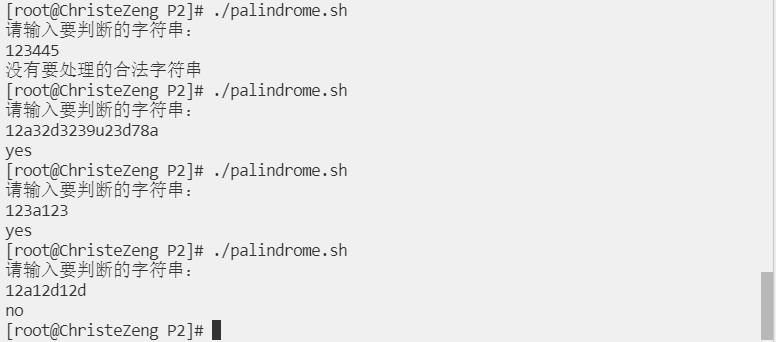 [root@ChristeZeng P2]# ./palindrome.sh
请输入要判断的字符串:
123445
没有要处理的合法字符串
[root@ChristeZeng P2]# ./palindrome.sh
请输入要判断的字符串:
12a32d3239u23d78a
yes
[root@ChristeZeng P2]# ./palindrome.sh
请输入要判断的字符串:
123a123
yes
[root@ChristeZeng P2]# ./palindrome.sh
请输入要判断的字符串:
12a12d12d
no
[root@ChristeZeng P2]#